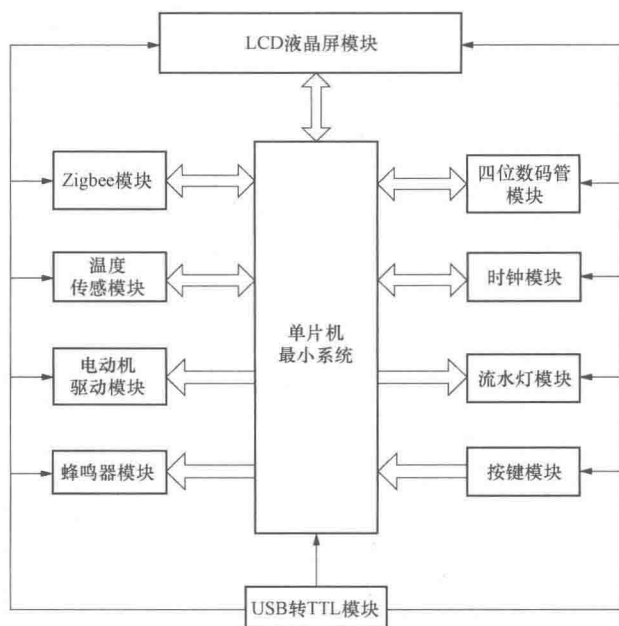 LCD液晶屏模块
Zigbee模块
四位数码管
模块
温度
传感模块
时钟模块
单片机
最小系统
电动机
驱动模块
流水灯模块
蜂鸣器模块
按键模块
USB转TTL模块